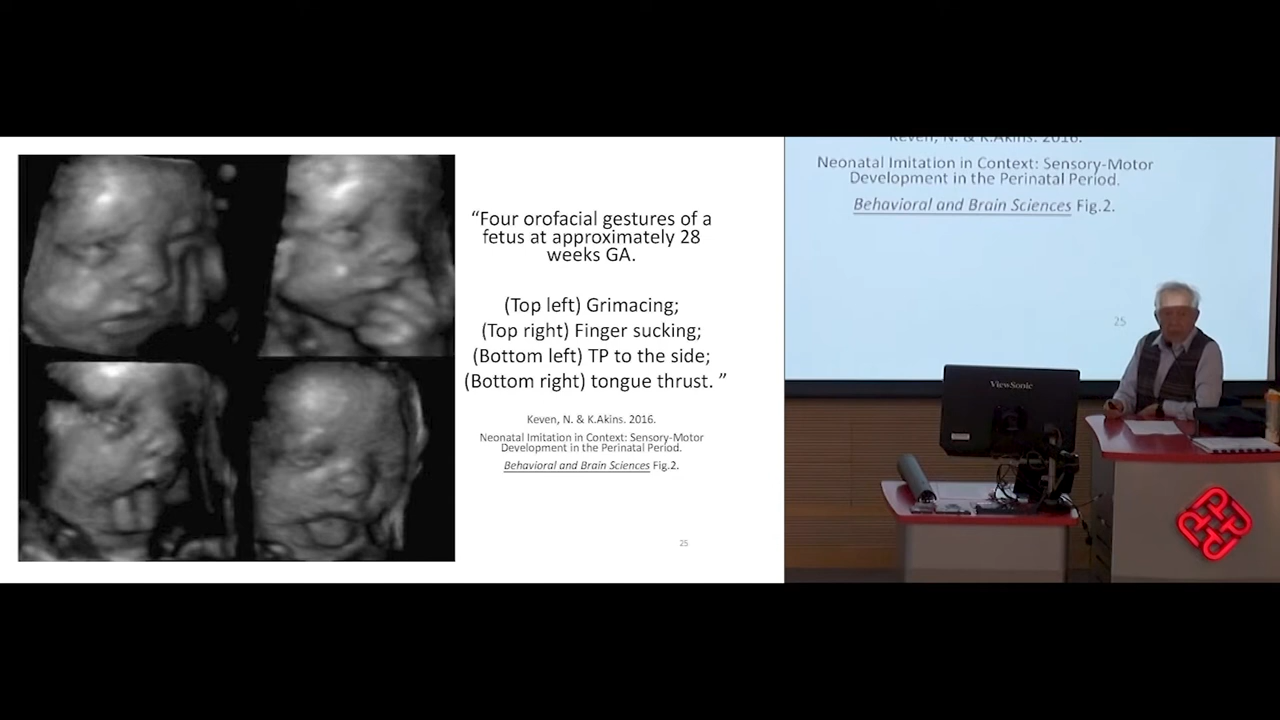 “Four orofacial gestures of a
fetus at approximately 28
weeks GA.
(Top left) Grimacing;
(Top right) Finger sucking;
(Bottom left) TP to the side;
(Bottom right) tongue thrust. ”
Keven, N. & K.Akins. 2016.
Neonatal Imitation in Context: Sensory-Motor
Development in the Perinatal Period.
Behavioral and Brain Sciences Fig.2.
25
Keven, N. & K.Akins. 2016.
Neonatal Imitation in Context: Sensory-Motor
Development in the Perinatal Period.
Behavioral and Brain Sciences Fig.2.
25
ViewSonic